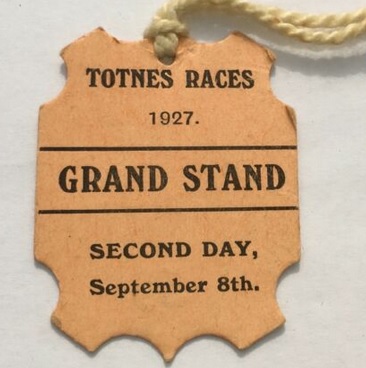 TOTNES RACES
1927.
GRAND STAND
SECOND DAY,
September 8th.